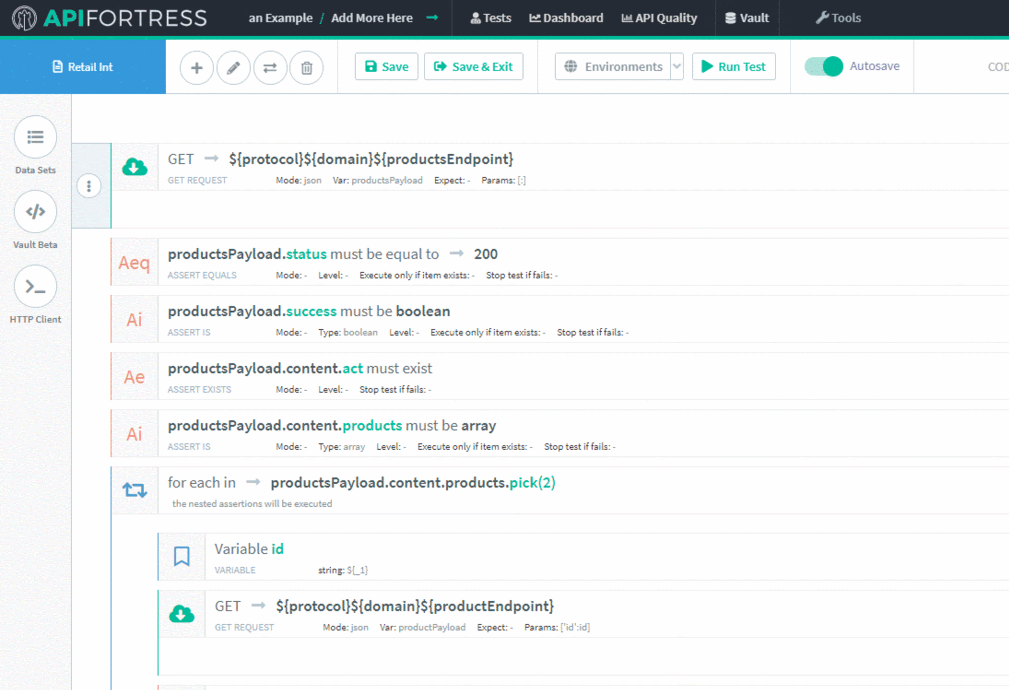 APIFORTRESS an Example / Add More Here → Tests Dashboard API Quality Vault Tools
Retail Int Save Save & Exit Environments Run Test Autosave COD
Data Sets
Vault Beta
HTTP Client
GET → ${protocol}${domain}${productsEndpoint}
GET REQUEST Mode: json Var: productsPayload Expect: - Params: [:]
Aeq productsPayload.status must be equal to → 200
ASSERT EQUALS Mode: - Level: - Execute only if item exists: - Stop test if fails: -
Ai productsPayload.success must be boolean
ASSERT IS Mode: - Type: boolean Level: - Execute only if item exists: - Stop test if fails: -
Ae productsPayload.content.act must exist
ASSERT EXISTS Mode: - Level: - Stop test if fails: -
Ai productsPayload.content.products must be array
ASSERT IS Mode: - Type: array Level: - Execute only if item exists: - Stop test if fails: -
for each in → productsPayload.content.products.pick(2)
the nested assertions will be executed
Variable id
VARIABLE string: ${_1}
GET → ${protocol}${domain}${productEndpoint}
GET REQUEST Mode: json Var: productPayload Expect: - Params: ['id':id]